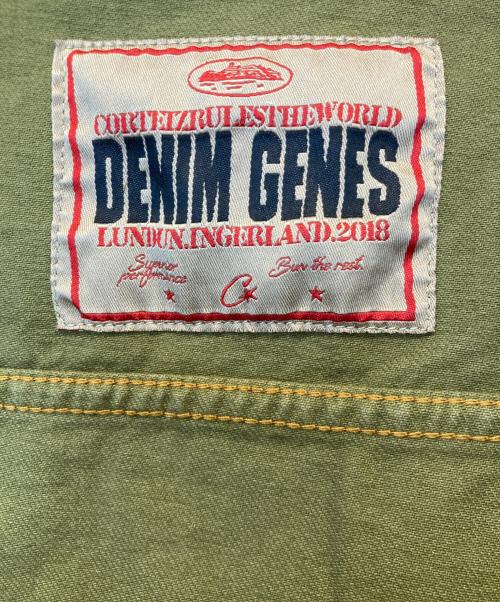 CORTEIZRULESTHEWORLD
DENIM GENES
LUNDUN.INGERLAND.2018
Superior Bun the rest.
performance
C